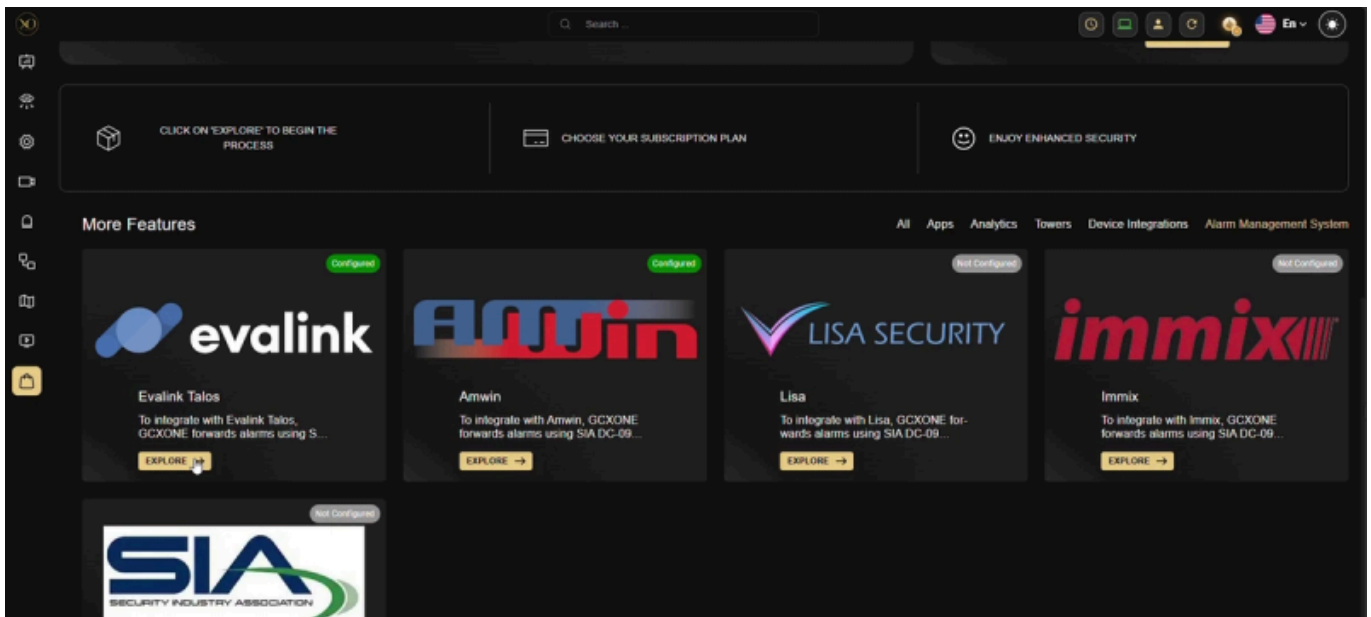 XO
Search ...
En
CLICK ON 'EXPLORE' TO BEGIN THE
PROCESS
CHOOSE YOUR SUBSCRIPTION PLAN
ENJOY ENHANCED SECURITY
More Features
All Apps Analytics Towers Device Integrations Alarm Management System
Configured
evalink
Evalink Talos
To integrate with Evalink Talos,
GCXONE forwards alarms using S...
EXPLORE →
Configured
AMWin
Amwin
To integrate with Amwin, GCXONE
forwards alarms using SIA DC-09...
EXPLORE →
Not Configured
LISA SECURITY
Lisa
To integrate with Lisa, GCXONE for-
wards alarms using SIA DC-09...
EXPLORE →
Not Configured
immix
Immix
To integrate with Immix, GCXONE
forwards alarms using SIA DC-09...
EXPLORE →
Not Configured
SIA
SECURITY INDUSTRY ASSOCIATION